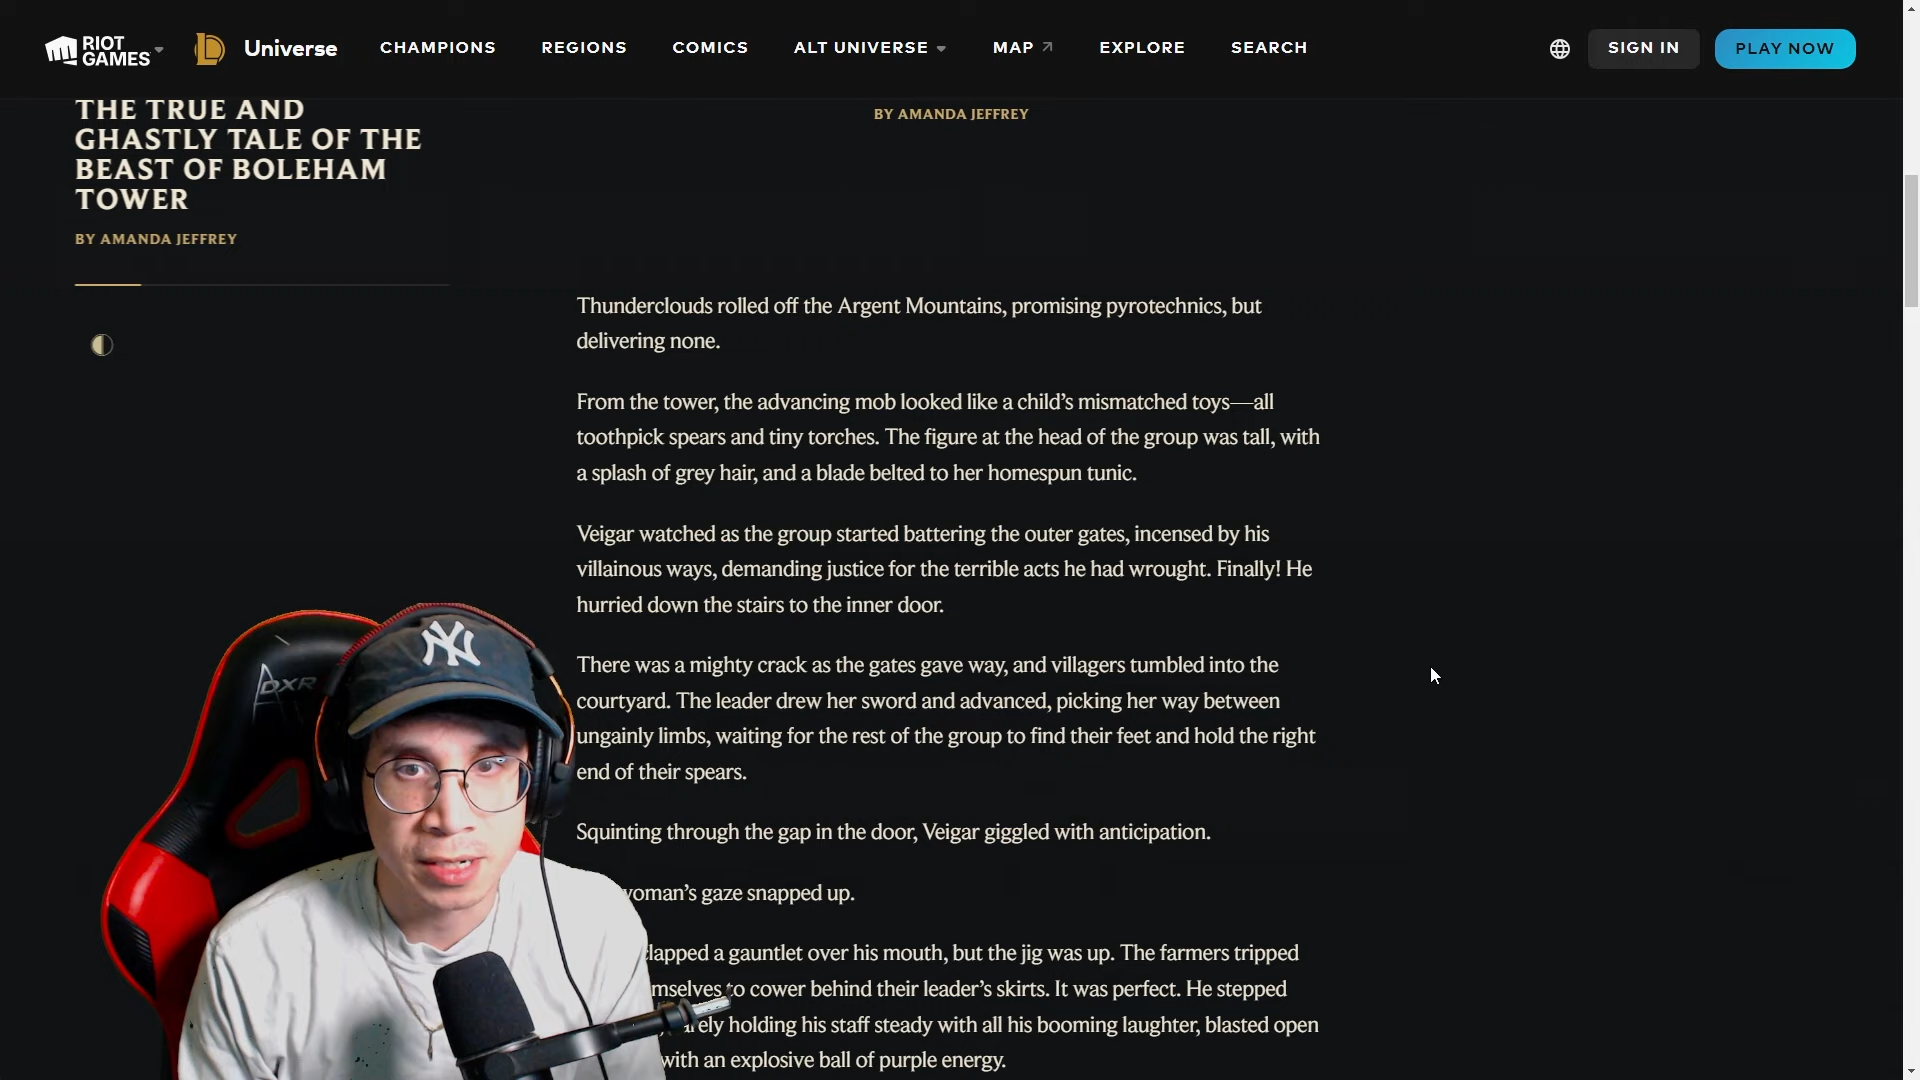 RIOT GAMES
Universe
CHAMPIONS
REGIONS
COMICS
ALT UNIVERSE
MAP
EXPLORE
SEARCH
SIGN IN
PLAY NOW
THE TRUE AND
GHASTLY TALE OF THE
BEAST OF BOLEHAM
TOWER
BY AMANDA JEFFREY
BY AMANDA JEFFREY
Thunderclouds rolled off the Argent Mountains, promising pyrotechnics, but
delivering none.
From the tower, the advancing mob looked like a child’s mismatched toys—all
toothpick spears and tiny torches. The figure at the head of the group was tall, with
a splash of grey hair, and a blade belted to her homespun tunic.
Veigar watched as the group started battering the outer gates, incensed by his
villainous ways, demanding justice for the terrible acts he had wrought. Finally! He
hurried down the stairs to the inner door.
There was a mighty crack as the gates gave way, and villagers tumbled into the
courtyard. The leader drew her sword and advanced, picking her way between
ungainly limbs, waiting for the rest of the group to find their feet and hold the right
end of their spears.
Squinting through the gap in the door, Veigar giggled with anticipation.
woman’s gaze snapped up.
clapped a gauntlet over his mouth, but the jig was up. The farmers tripped
to cower behind their leader’s skirts. It was perfect. He stepped
holding his staff steady with all his booming laughter, blasted open
with an explosive ball of purple energy.
NY
DXR